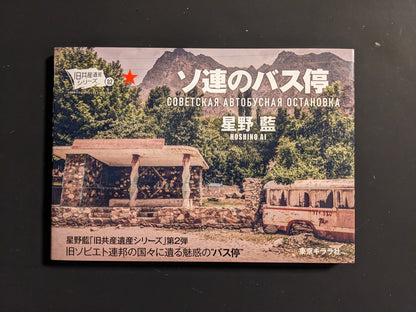 旧共産遺産
シリーズ
02
ソ連のバス停
СОВЕТСКАЯ АВТОБУСНАЯ ОСТАНОВКА
星野 藍
HOSHINO AI
星野藍「旧共産遺産シリーズ」第2弾
旧ソビエト連邦の国々に遺る魅惑の"バス停"
東京キララ社